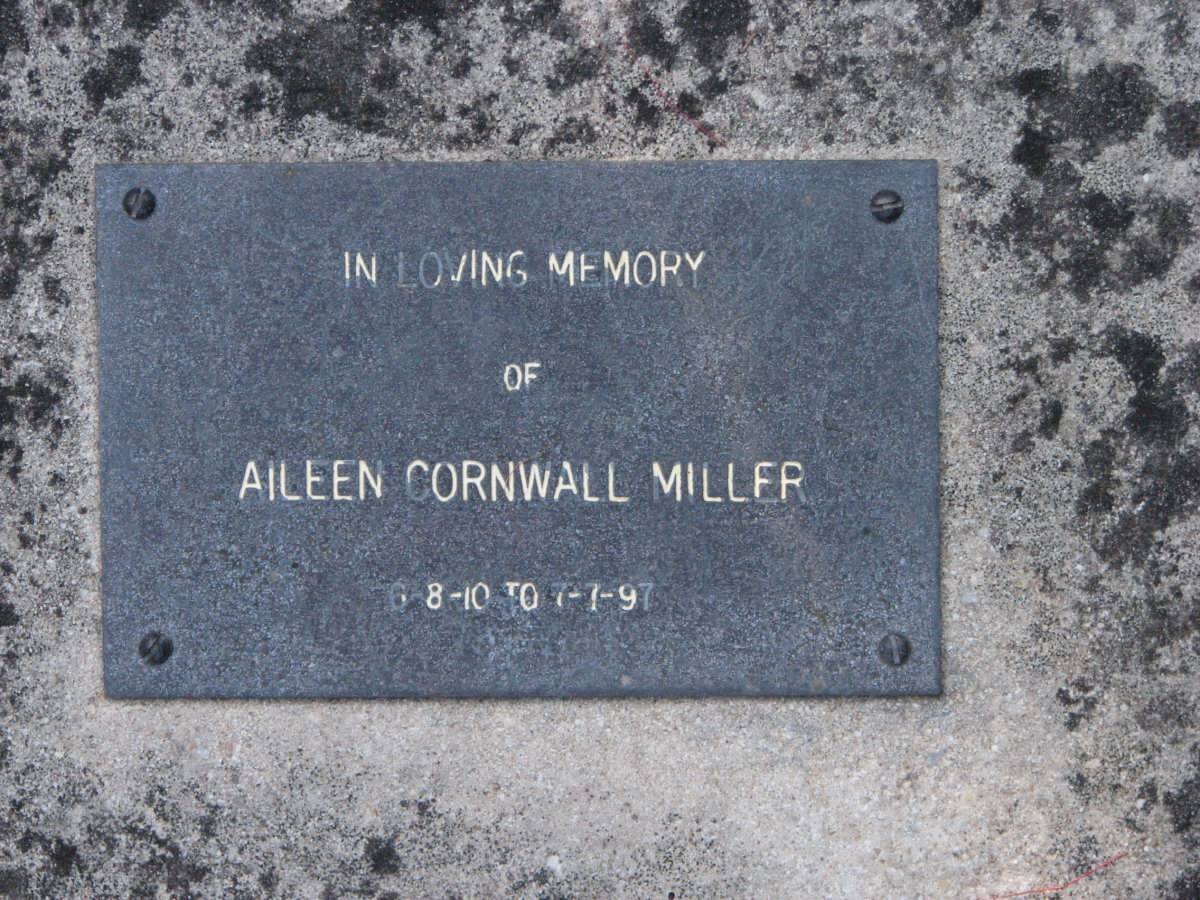 IN LOVING MEMORY
OF
AILEEN CORNWALL MILLER
6-8-10 TO 7-7-97